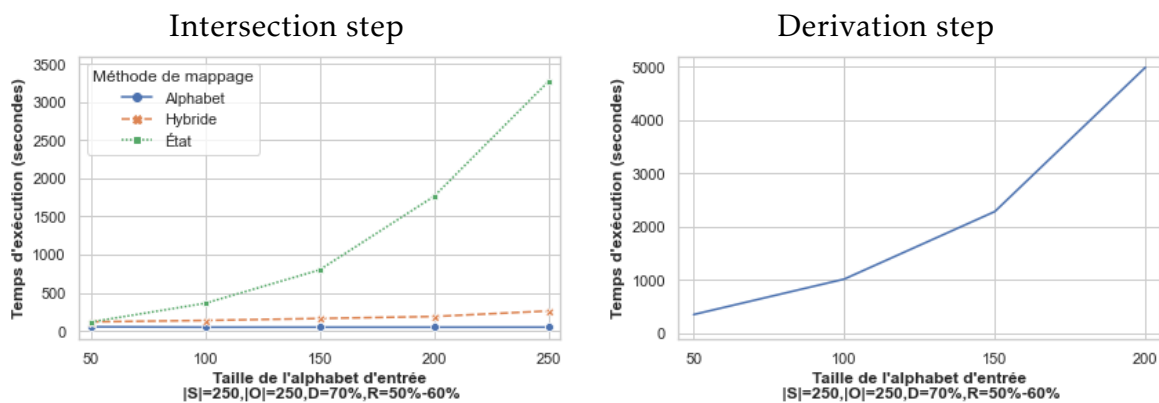 Intersection step
Temps d'exécution (secondes)
3500
3000
2500
2000
1500
1000
500
0
Méthode de mappage
Alphabet
Hybride
État
50
100
150
200
250
Taille de l'alphabet d'entrée
|S|=250,|O|=250,D=70%,R=50%-60%
Derivation step
Temps d'exécution (secondes)
5000
4000
3000
2000
1000
0
50
100
150
200
Taille de l'alphabet d'entrée
|S|=250,|O|=250,D=70%,R=50%-60%